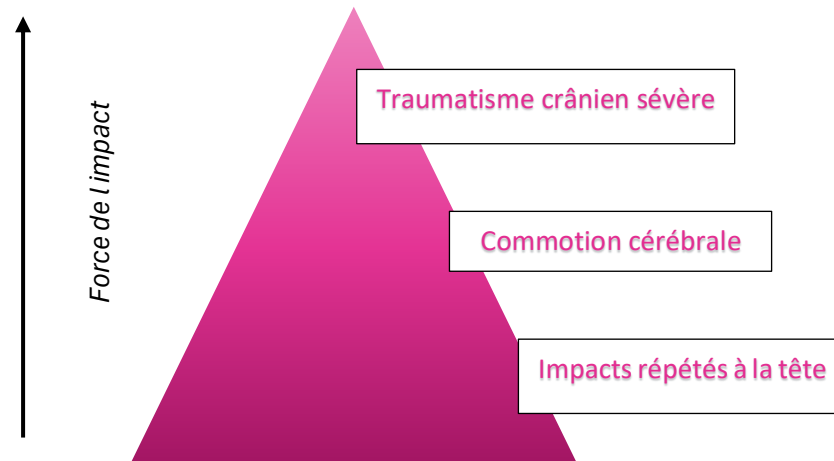 Traumatisme crânien sévère
Force de l impact
Commotion cérébrale
Impacts répétés à la tête